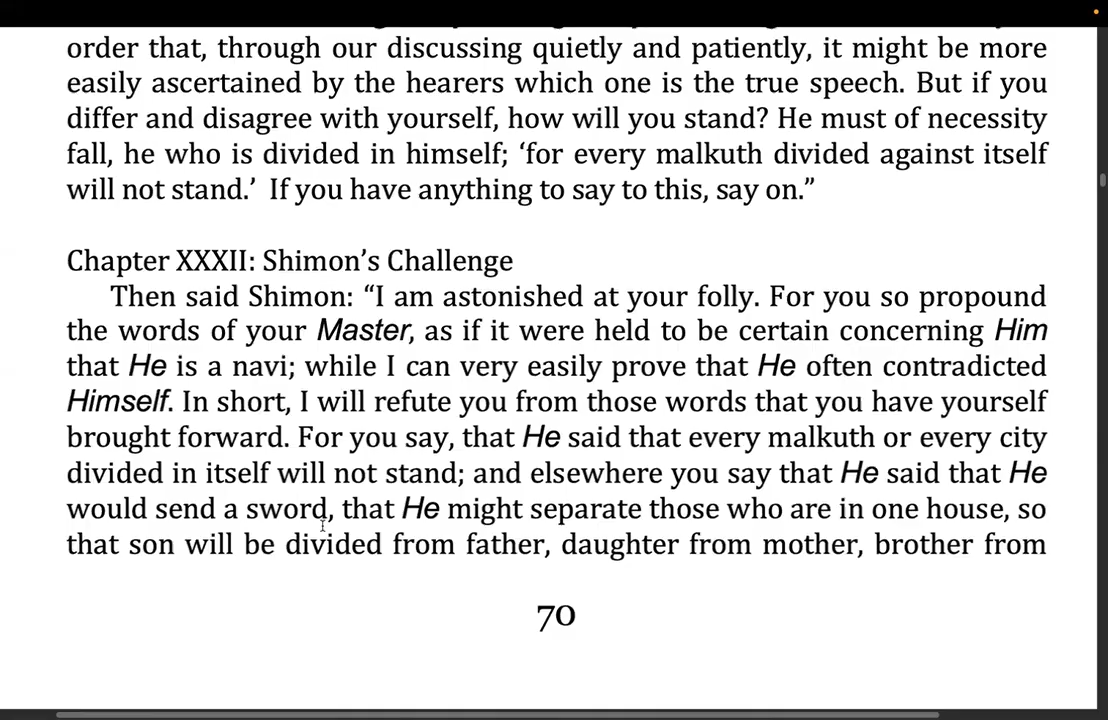 order that, through our discussing quietly and patiently, it might be more
easily ascertained by the hearers which one is the true speech. But if you
differ and disagree with yourself, how will you stand? He must of necessity
fall, he who is divided in himself; ‘for every malkuth divided against itself
will not stand.’ If you have anything to say to this, say on.”
Chapter XXXII: Shimon’s Challenge
Then said Shimon: “I am astonished at your folly. For you so propound
the words of your Master, as if it were held to be certain concerning Him
that He is a navi; while I can very easily prove that He often contradicted
Himself. In short, I will refute you from those words that you have yourself
brought forward. For you say, that He said that every malkuth or every city
divided in itself will not stand; and elsewhere you say that He said that He
would send a sword, that He might separate those who are in one house, so
that son will be divided from father, daughter from mother, brother from
70